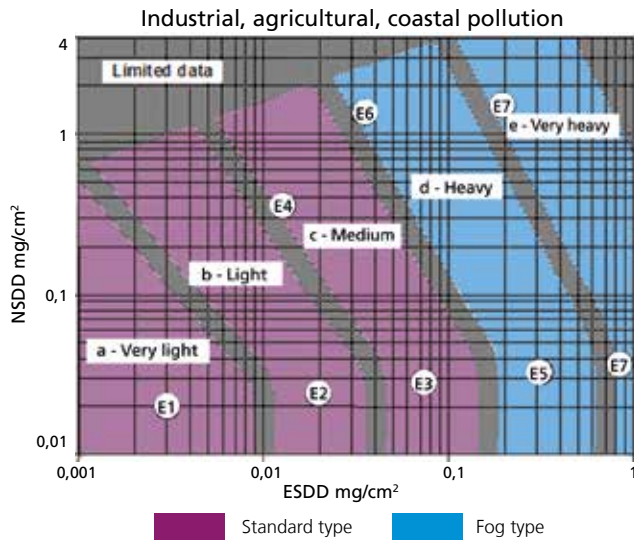 Industrial, agricultural, coastal pollution
NSDD mg/cm²
4
Limited data
E6
E7
1
e - Very heavy
d - Heavy
E4
c - Medium
b - Light
0,1
a - Very light
E7
E5
E3
E2
E1
0,01
0,001
0,01
0,1
1
ESDD mg/cm²
Standard type
Fog type